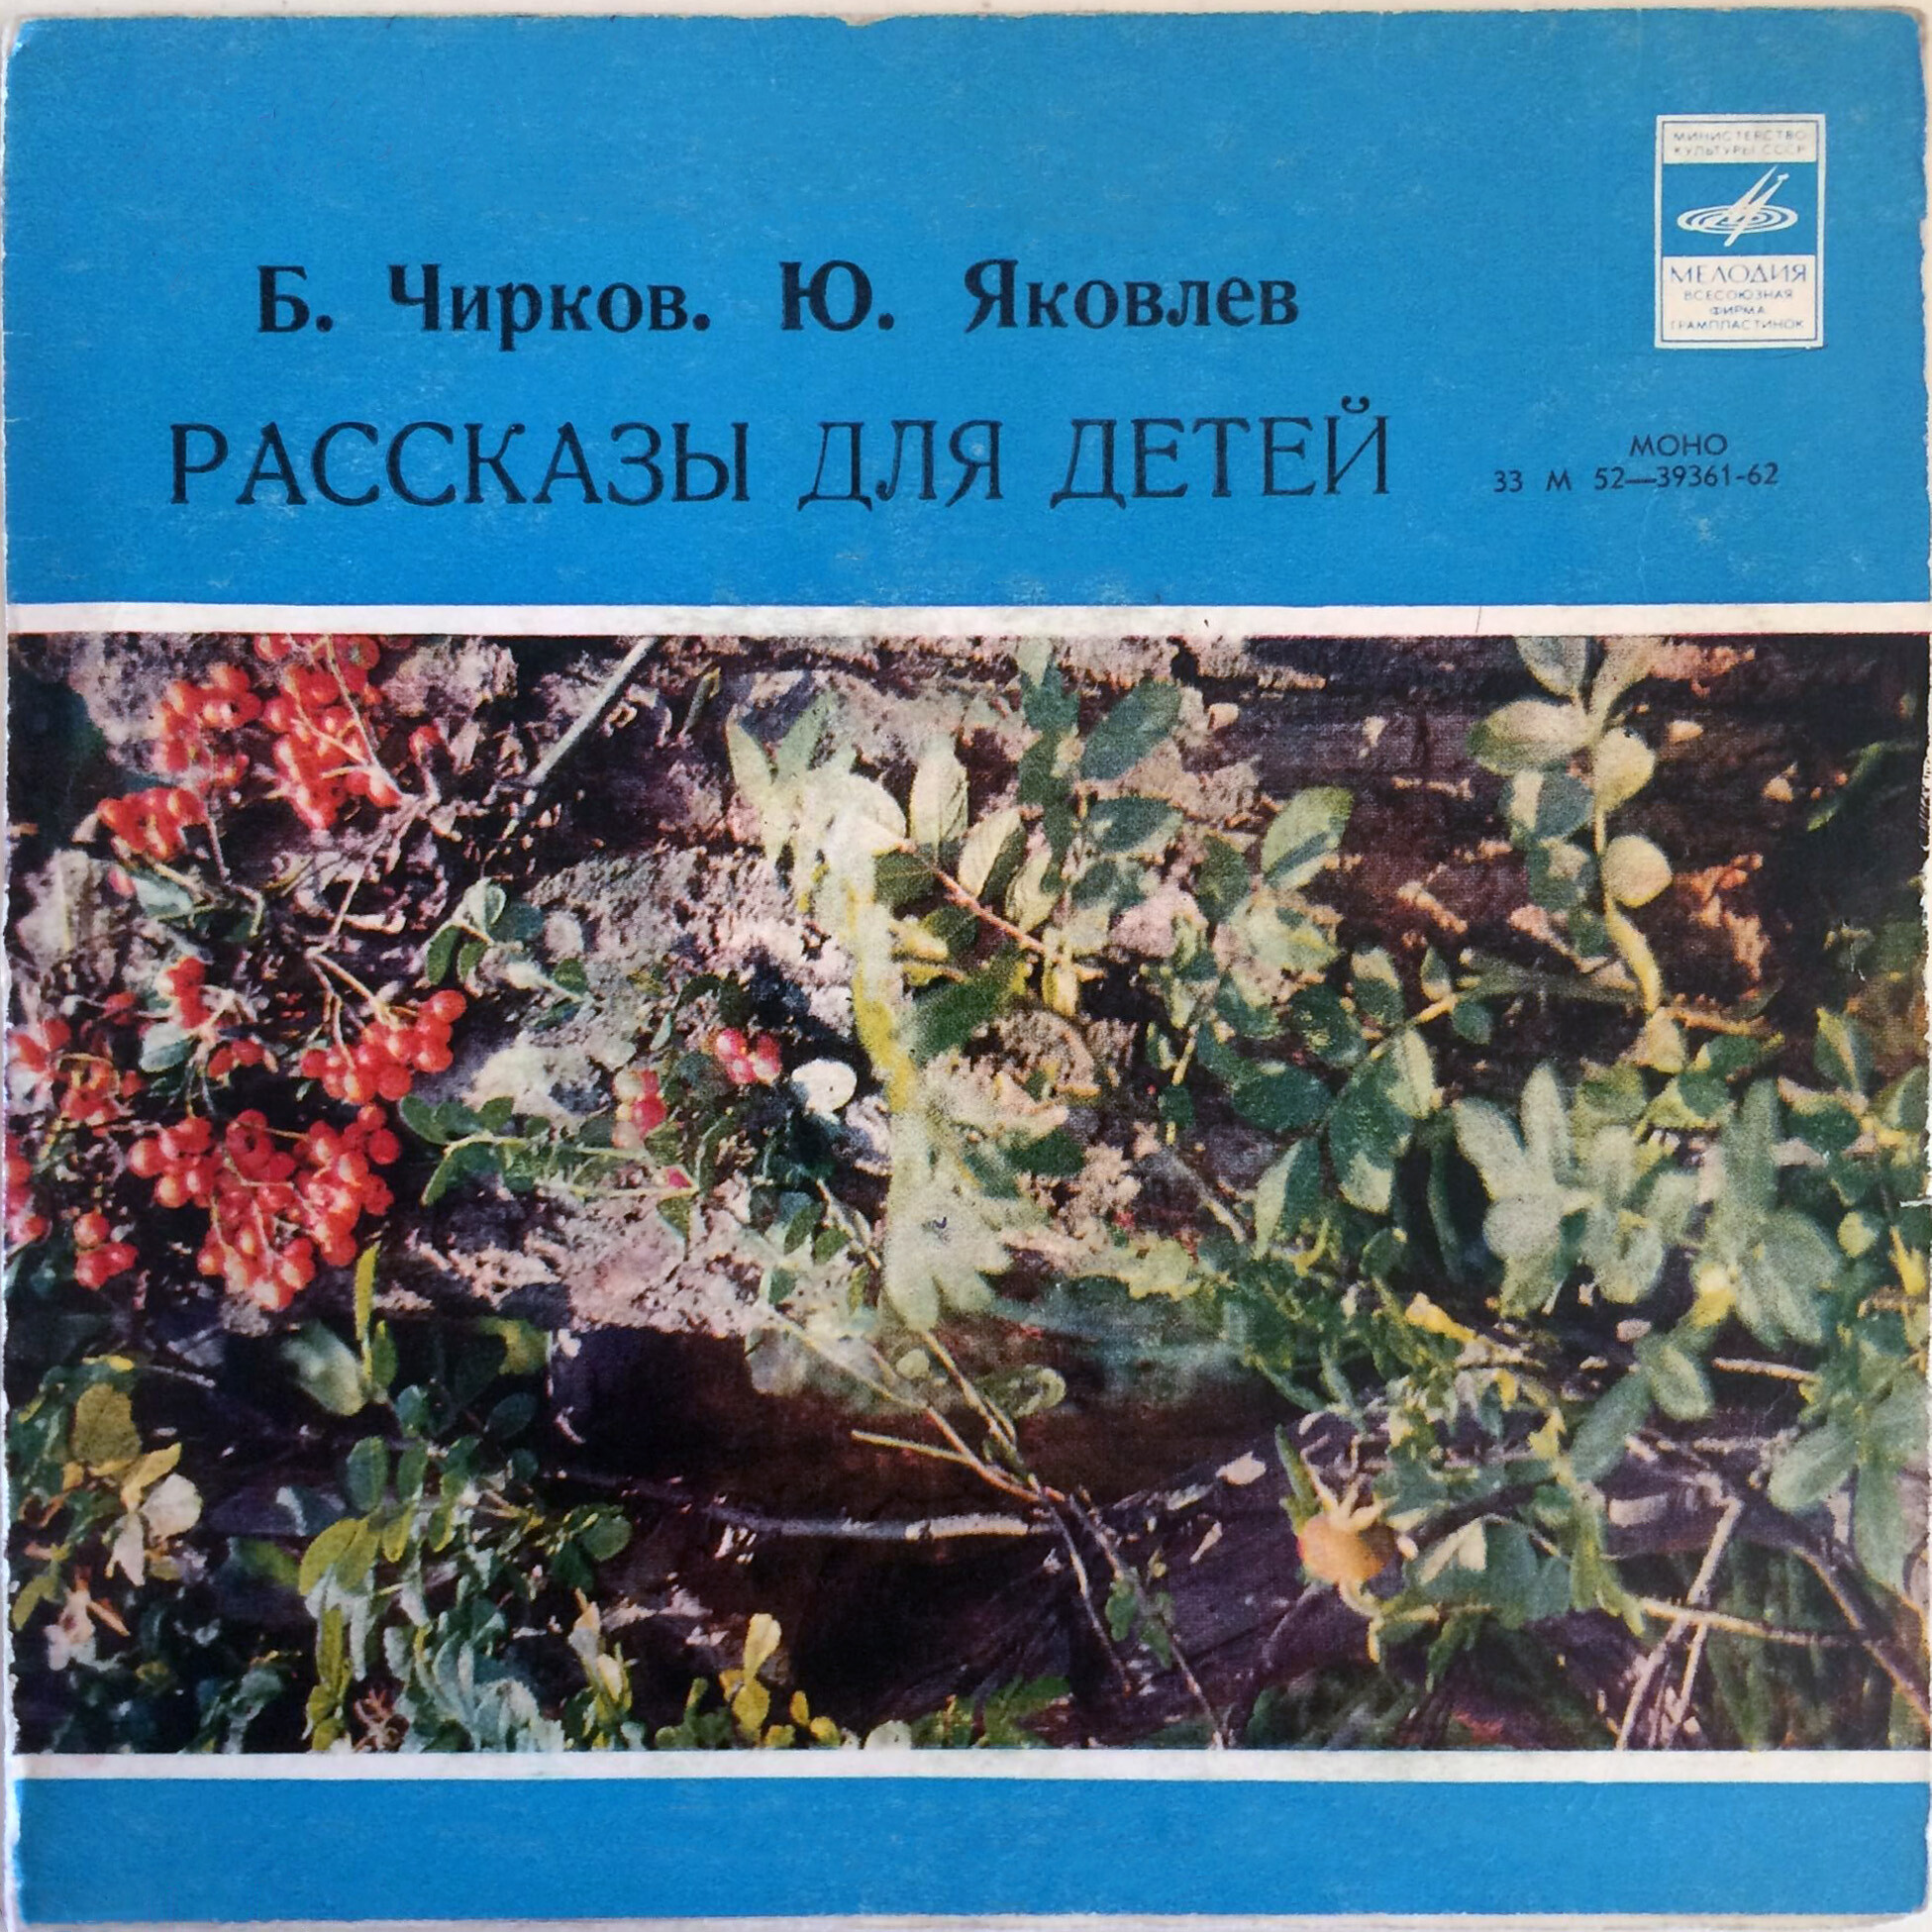 МИНИСТЕРСТВО
КУЛЬТУРЫ СССР
МЕЛОДИЯ
ВСЕСОЮЗНАЯ
ФИРМА
ГРАМПЛАСТИНОК
Б. Чирков. Ю. Яковлев
РАССКАЗЫ ДЛЯ ДЕТЕЙ
МОНО
33 М 52—39361-62